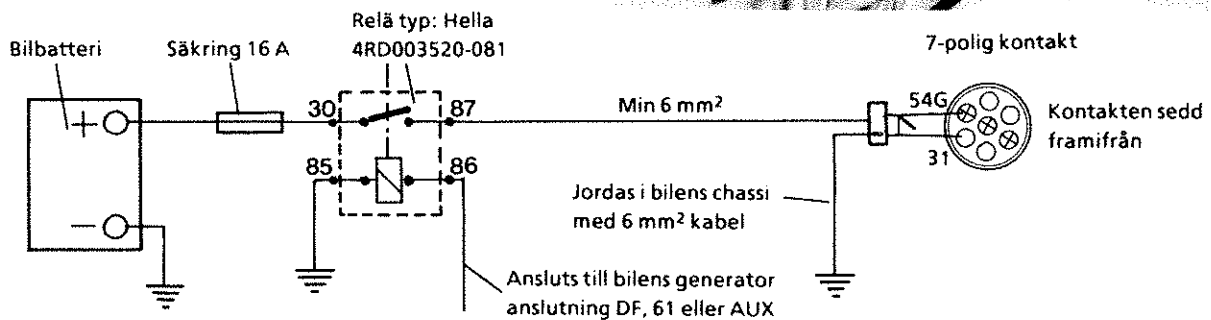 Bilbatteri
Säkring 16 A
Relä typ: Hella
4RD003520-081
7-polig kontakt
+
30
87
Min 6 mm²
54G
Kontakten sedd
framifrån
85
86
31
−
Jordas i bilens chassi
med 6 mm² kabel
Ansluts till bilens generator
anslutning DF, 61 eller AUX